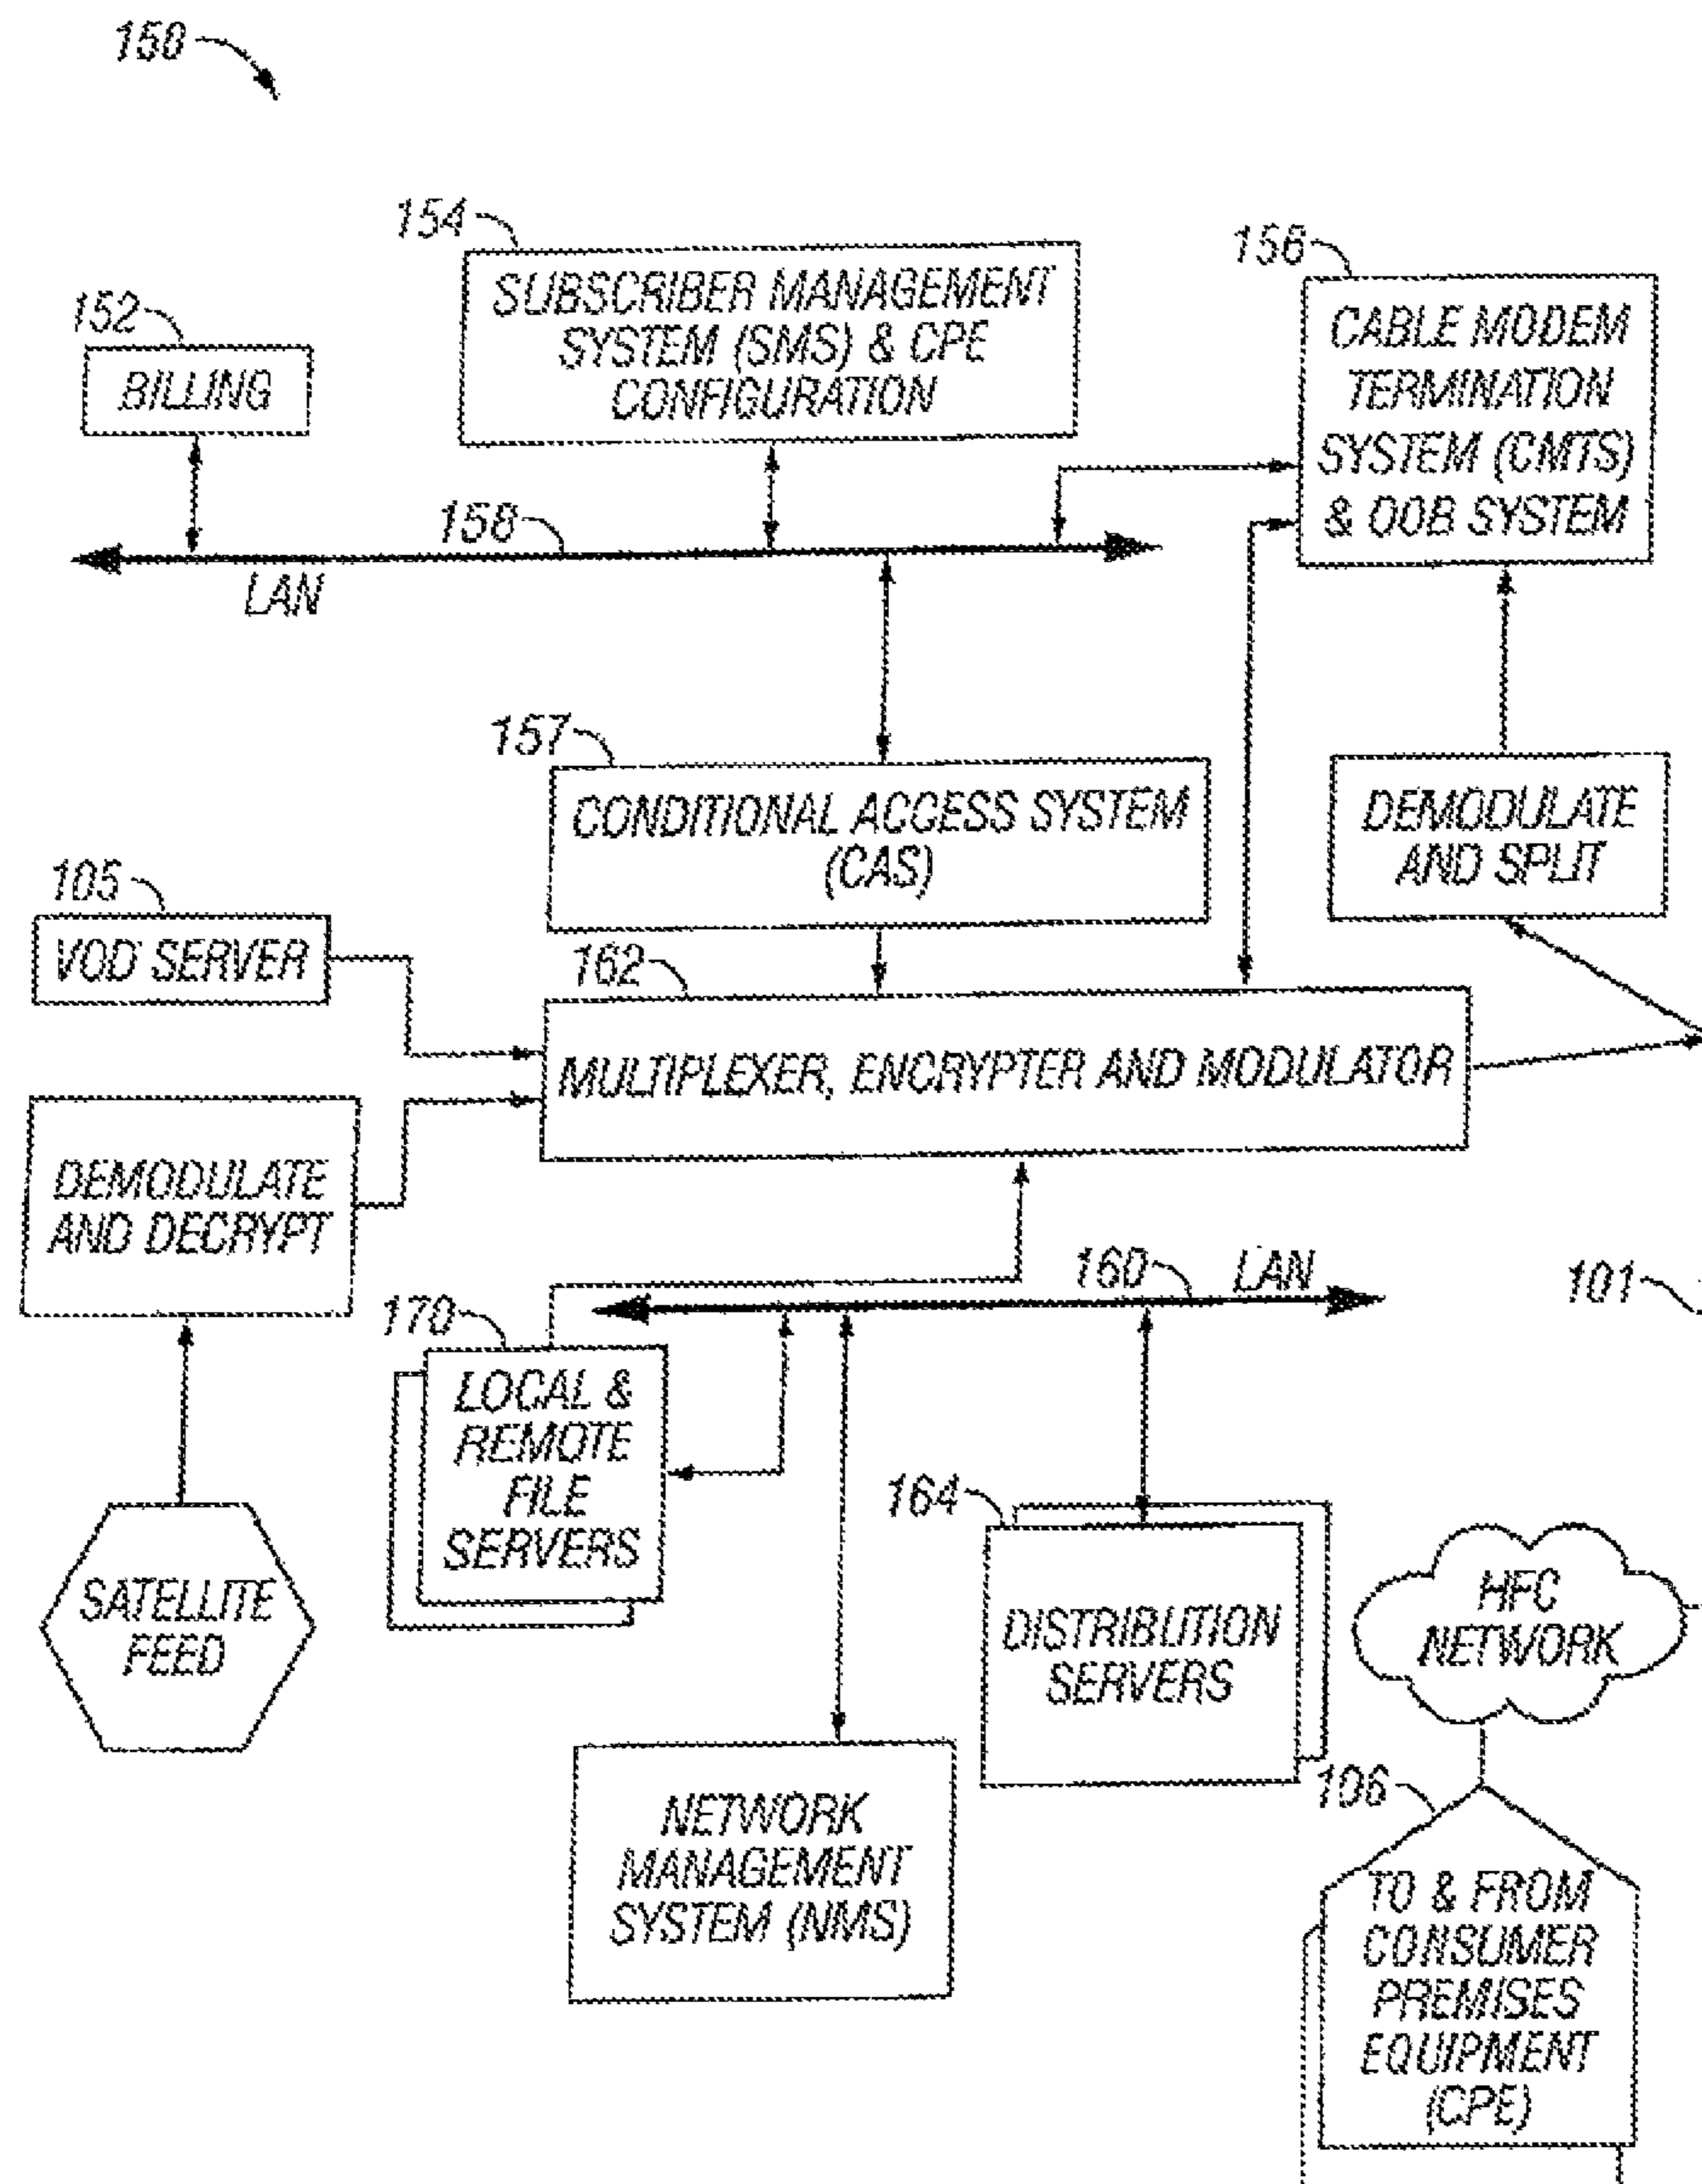 150
154
SUBSCRIBER MANAGEMENT
SYSTEM (SMS) & CPE
CONFIGURATION
156
CABLE MODEM
TERMINATION
SYSTEM (CMTS)
& OOB SYSTEM
152
BILLING
158
LAN
157
CONDITIONAL ACCESS SYSTEM
(CAS)
DEMODULATE
AND SPLIT
105
VOD SERVER
162
MULTIPLEXER, ENCRYPTER AND MODULATOR
DEMODULATE
AND DECRYPT
160
LAN
101
170
LOCAL &
REMOTE
FILE
SERVERS
164
DISTRIBUTION
SERVERS
SATELLITE
FEED
HFC
NETWORK
NETWORK
MANAGEMENT
SYSTEM (NMS)
106
TO & FROM
CONSUMER
PREMISES
EQUIPMENT
(CPE)